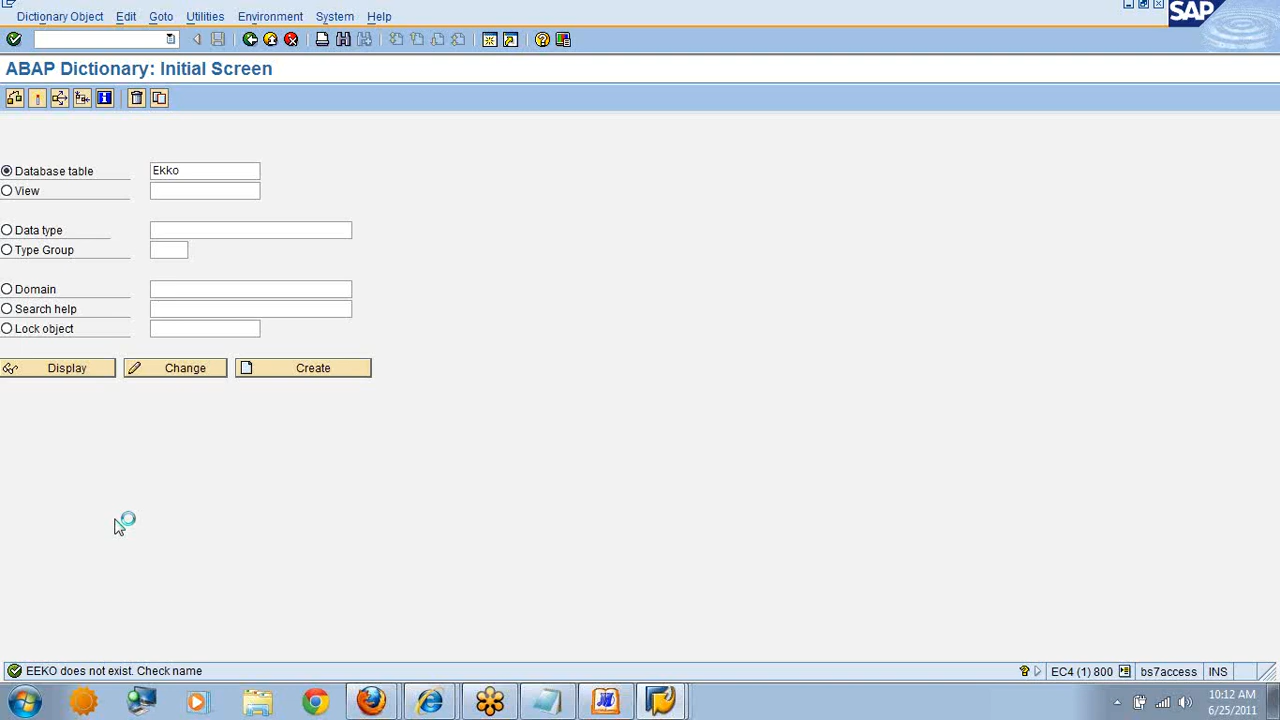 Dictionary Object Edit Goto Utilities Environment System Help
SAP
ABAP Dictionary: Initial Screen
Database table Ekko
View
Data type
Type Group
Domain
Search help
Lock object
Display Change Create
EEKO does not exist. Check name
EC4 (1) 800 bs7access INS
10:12 AM
6/25/2011